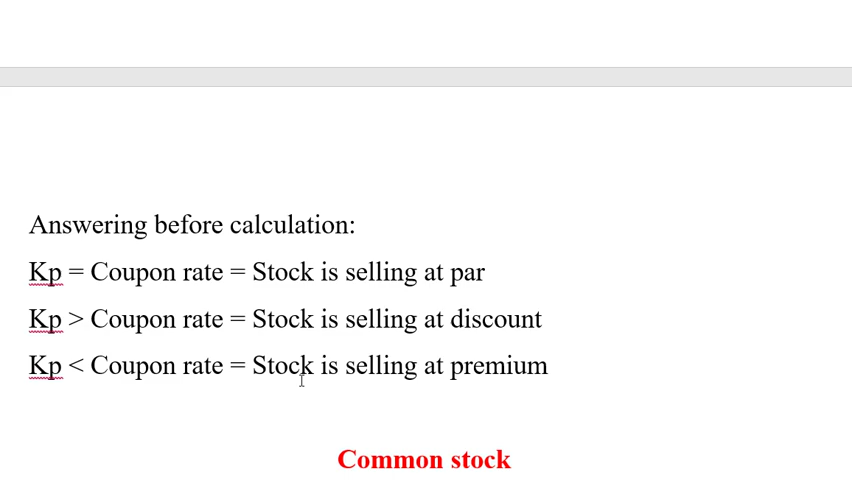 Answering before calculation:
Kp = Coupon rate = Stock is selling at par
Kp > Coupon rate = Stock is selling at discount
Kp < Coupon rate = Stock is selling at premium
Common stock